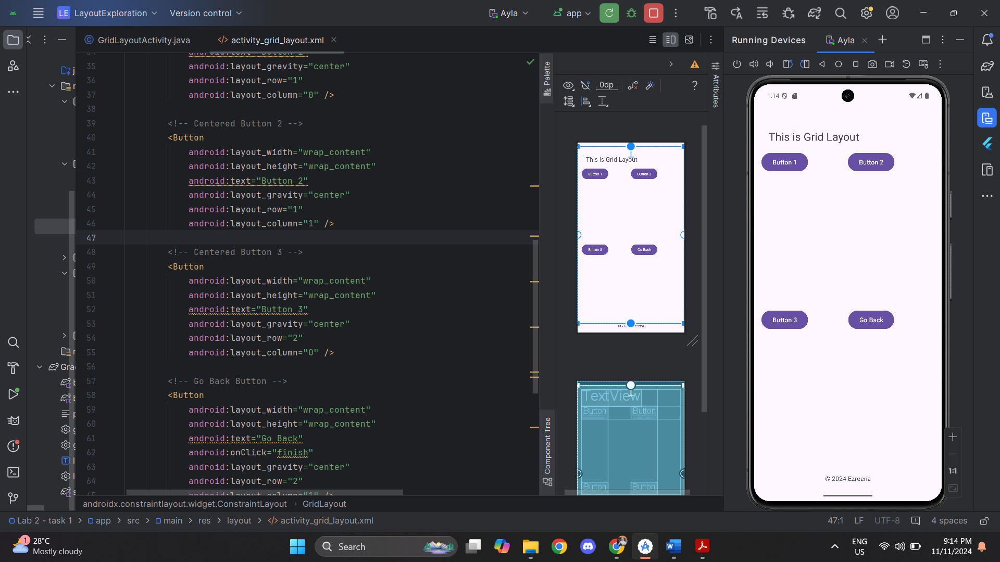 LE LayoutExploration Version control Ayla app
GridLayoutActivity.java activity_grid_layout.xml Running Devices Ayla
35 android:layout_gravity="center"
36 android:layout_row="1"
37 android:layout_column="0" />
38
39 <!-- Centered Button 2 -->
40 <Button
41 android:layout_width="wrap_content"
42 android:layout_height="wrap_content"
43 android:text="Button 2"
44 android:layout_gravity="center"
45 android:layout_row="1"
46 android:layout_column="1" />
47
48 <!-- Centered Button 3 -->
49 <Button
50 android:layout_width="wrap_content"
51 android:layout_height="wrap_content"
52 android:text="Button 3"
53 android:layout_gravity="center"
54 android:layout_row="2"
55 android:layout_column="0" />
56
57 <!-- Go Back Button -->
58 <Button
59 android:layout_width="wrap_content"
60 android:layout_height="wrap_content"
61 android:text="Go Back"
62 android:onClick="finish"
63 android:layout_gravity="center"
64 android:layout_row="2"
65 android:layout_column="1" />
Gra
Palette
Component Tree
Attributes
0dp
?
This is Grid Layout
Button 1 Button 2
Button 3 Go Back
TextView
Button Button
Button Button
1:14
This is Grid Layout
Button 1 Button 2
Button 3 Go Back
© 2024 Ezreena
1:1
androidx.constraintlayout.widget.ConstraintLayout › GridLayout
Lab 2 - task 1 > app > src > main > res > layout > activity_grid_layout.xml
47:1 LF UTF-8 4 spaces
1 28°C
Mostly cloudy
Search
ENG
US
9:14 PM
11/11/2024